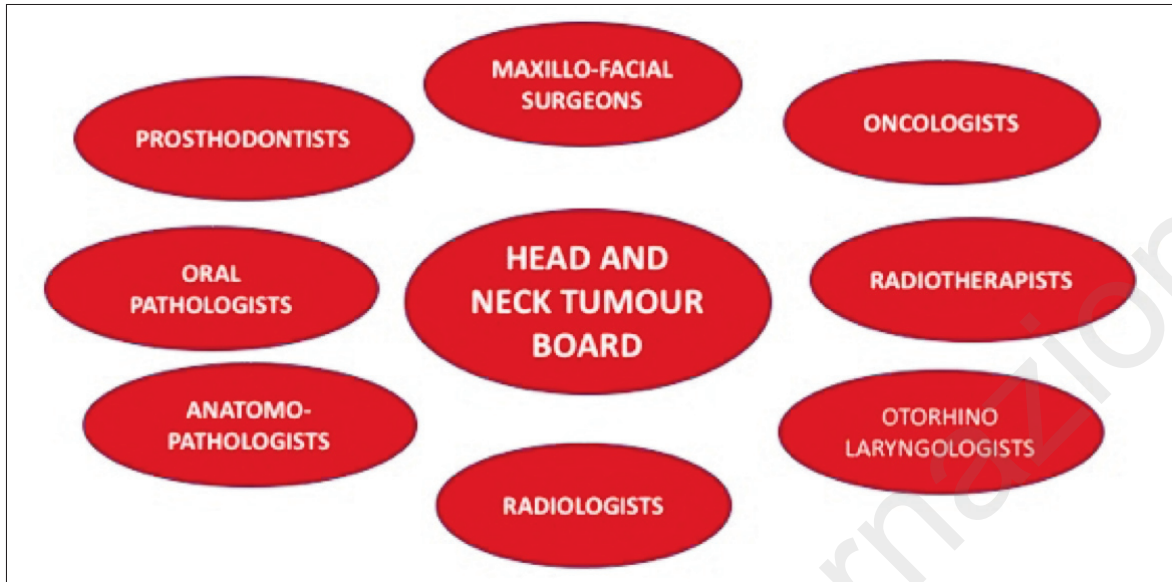 MAXILLO-FACIAL
SURGEONS
PROSTHODONTISTS
ONCOLOGISTS
HEAD AND
NECK TUMOUR
BOARD
ORAL
PATHOLOGISTS
RADIOTHERAPISTS
ANATOMO-
PATHOLOGISTS
OTORHINO
LARYNGOLOGISTS
RADIOLOGISTS